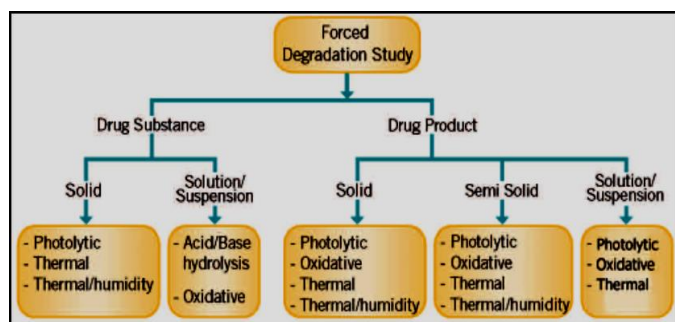 Forced
Degradation Study
Drug Substance
Drug Product
Solid
Solution/
Suspension
Solid
Semi Solid
Solution/
Suspension
- Photolytic
- Thermal
- Thermal/humidity
- Acid/Base
hydrolysis
- Oxidative
- Photolytic
- Oxidative
- Thermal
- Thermal/humidity
- Photolytic
- Oxidative
- Thermal
- Thermal/humidity
- Photolytic
- Oxidative
- Thermal